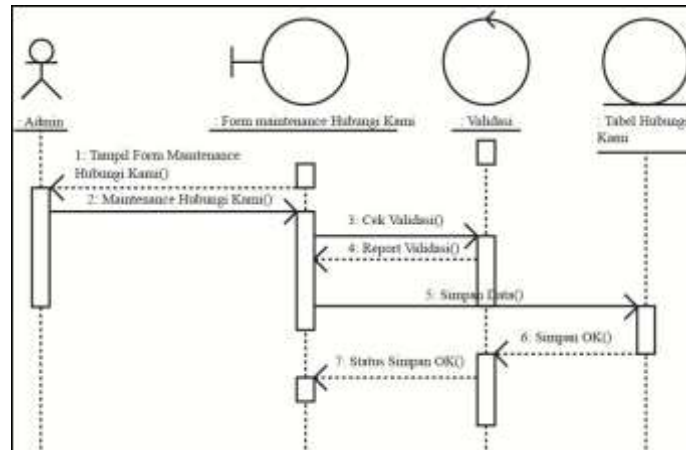 : Admin
: Form maintenance Hubungi Kami
: Validasi
: Tabel Hubungi
Kami
1: Tampil Form Maintenance
Hubungi Kami()
2: Maintenance Hubungi Kami()
3: Cek Validasi()
4: Report Validasi()
5: Simpan Data()
6: Simpan OK()
7: Status Simpan OK()